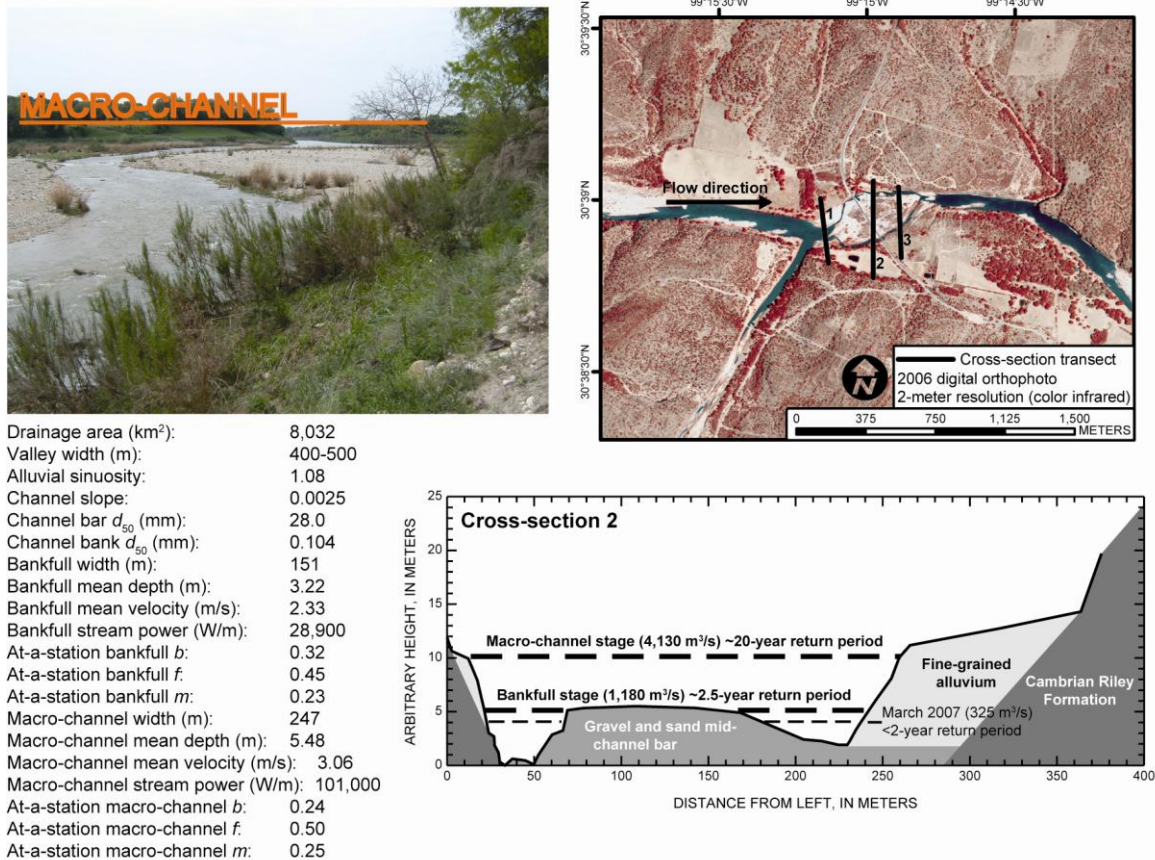 MACRO-CHANNEL
99°15'30"W
99°15'W
99°14'30"W
30°39'30"N
30°39'N
30°38'30"N
Flow direction
1
2
3
N
Cross-section transect
2006 digital orthophoto
2-meter resolution (color infrared)
0 375 750 1,125 1,500
METERS
Drainage area (km²): 8,032
Valley width (m): 400-500
Alluvial sinuosity: 1.08
Channel slope: 0.0025
Channel bar d50 (mm): 28.0
Channel bank d50 (mm): 0.104
Bankfull width (m): 151
Bankfull mean depth (m): 3.22
Bankfull mean velocity (m/s): 2.33
Bankfull stream power (W/m): 28,900
At-a-station bankfull b: 0.32
At-a-station bankfull f: 0.45
At-a-station bankfull m: 0.23
Macro-channel width (m): 247
Macro-channel mean depth (m): 5.48
Macro-channel mean velocity (m/s): 3.06
Macro-channel stream power (W/m): 101,000
At-a-station macro-channel b: 0.24
At-a-station macro-channel f: 0.50
At-a-station macro-channel m: 0.25
Cross-section 2
ARBITRARY HEIGHT, IN METERS
25
20
15
10
5
0
Macro-channel stage (4,130 m³/s) ~20-year return period
Bankfull stage (1,180 m³/s) ~2.5-year return period
Gravel and sand mid-
channel bar
Fine-grained
alluvium
March 2007 (325 m³/s)
<2-year return period
Cambrian Riley
Formation
0 50 100 150 200 250 300 350 400
DISTANCE FROM LEFT, IN METERS